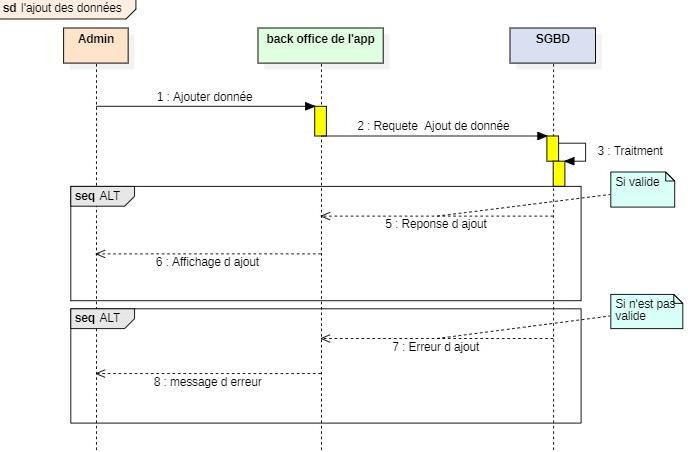 sd l'ajout des données
Admin
back office de l'app
SGBD
1 : Ajouter donnée
2 : Requete Ajout de donnée
3 : Traitment
Si valide
seq ALT
5 : Reponse d ajout
6 : Affichage d ajout
Si n'est pas
valide
seq ALT
7 : Erreur d ajout
8 : message d erreur